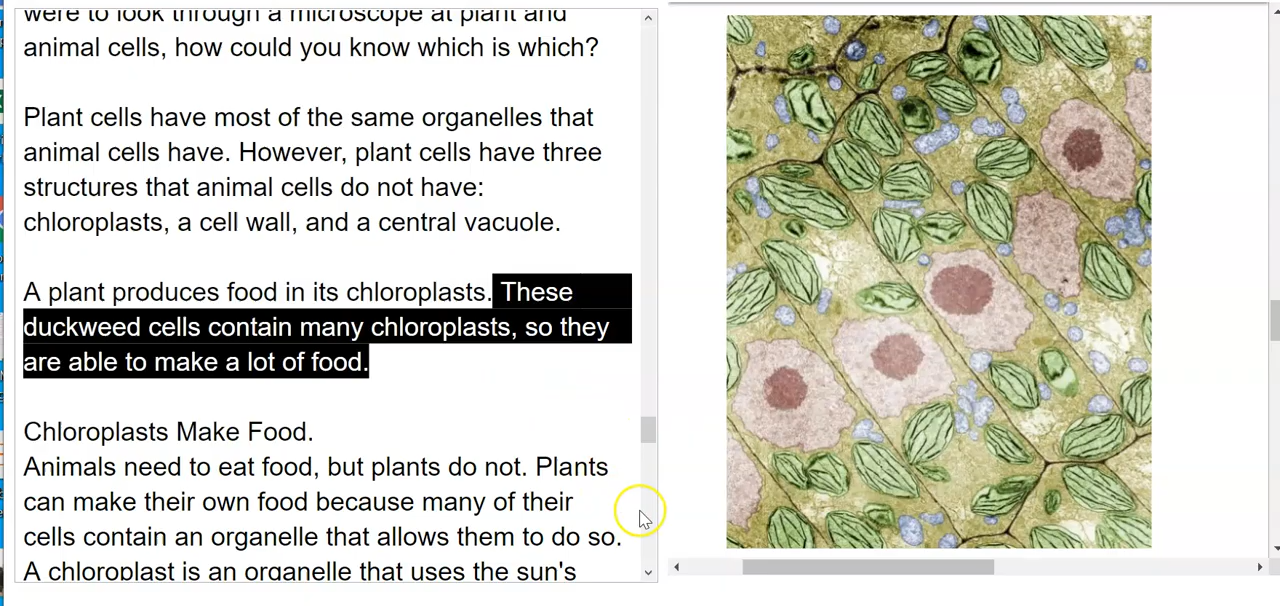 were to look through a microscope at plant and
animal cells, how could you know which is which?
Plant cells have most of the same organelles that
animal cells have. However, plant cells have three
structures that animal cells do not have:
chloroplasts, a cell wall, and a central vacuole.
A plant produces food in its chloroplasts. These
duckweed cells contain many chloroplasts, so they
are able to make a lot of food.
Chloroplasts Make Food.
Animals need to eat food, but plants do not. Plants
can make their own food because many of their
cells contain an organelle that allows them to do so.
A chloroplast is an organelle that uses the sun's